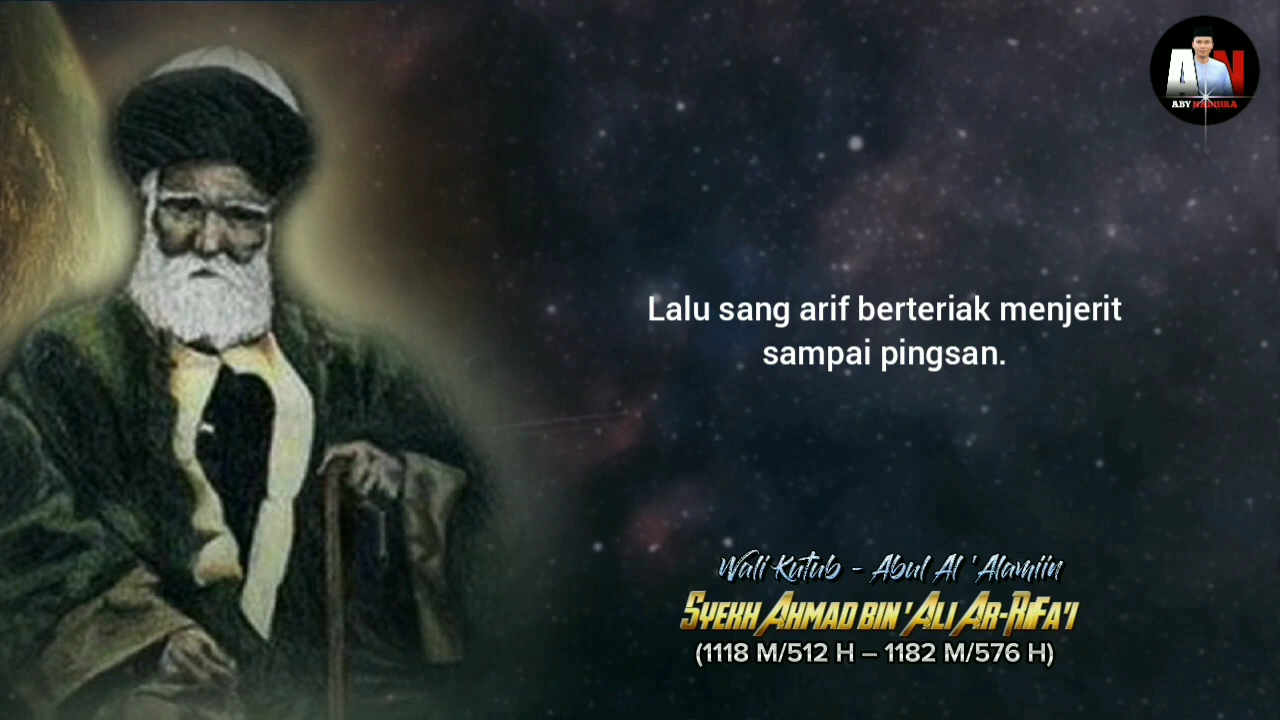 ABY NADHIRA
Lalu sang arif berteriak menjerit
sampai pingsan.
Wali Kutub - Abul Al 'Alamiin
Syekh Ahmad bin 'Ali Ar-Rifa'i
(1118 M/512 H – 1182 M/576 H)